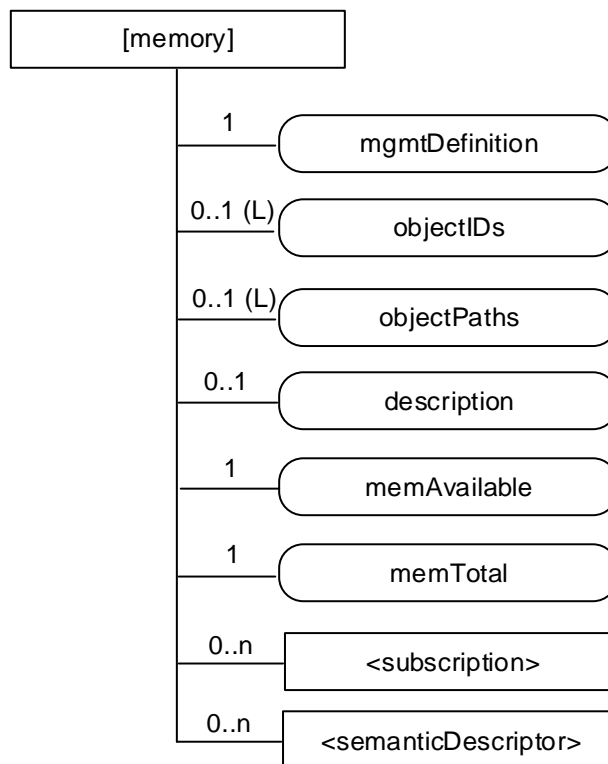 [memory]
1
mgmtDefinition
0..1 (L)
objectIDs
0..1 (L)
objectPaths
0..1
description
1
memAvailable
1
memTotal
0..n
<subscription>
0..n
<semanticDescriptor>